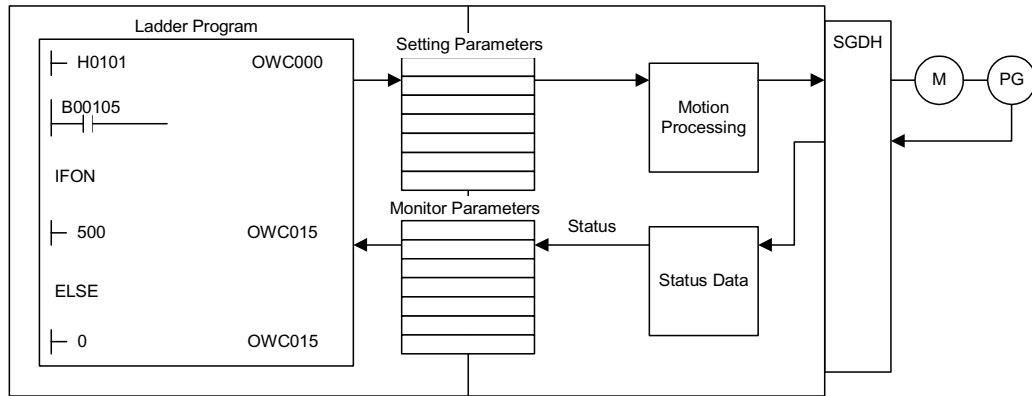 Ladder Program
H0101 OWC000
B00105
IFON
500 OWC015
ELSE
0 OWC015
Setting Parameters
Monitor Parameters
Motion
Processing
Status
Status Data
SGDH
M
PG